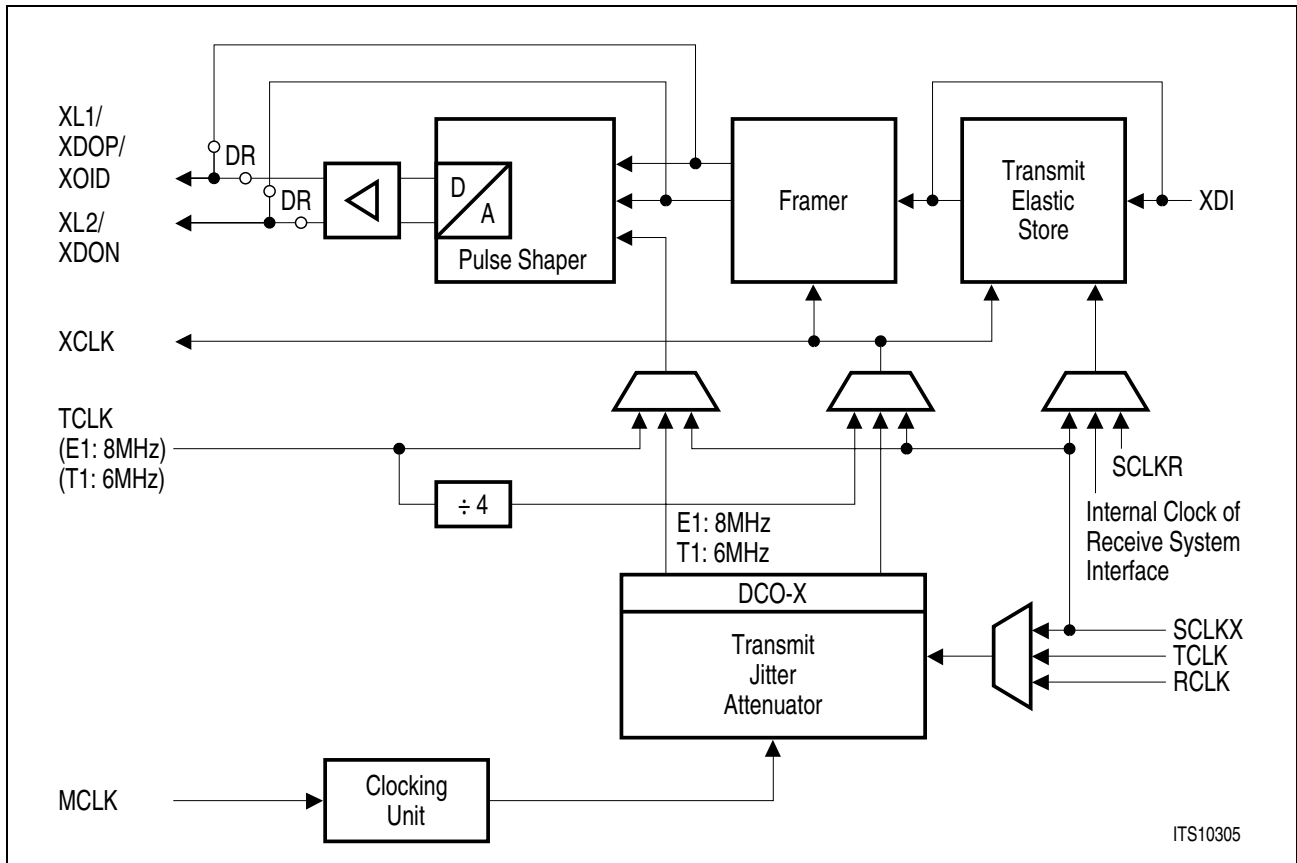 XL1/
XDOP/
XOID
DR
XL2/
XDON
DR
D
A
Pulse Shaper
Framer
Transmit
Elastic
Store
XDI
XCLK
TCLK
(E1: 8MHz)
(T1: 6MHz)
÷ 4
E1: 8MHz
T1: 6MHz
SCLKR
Internal Clock of
Receive System
Interface
DCO-X
Transmit
Jitter
Attenuator
SCLKX
TCLK
RCLK
MCLK
Clocking
Unit
ITS10305